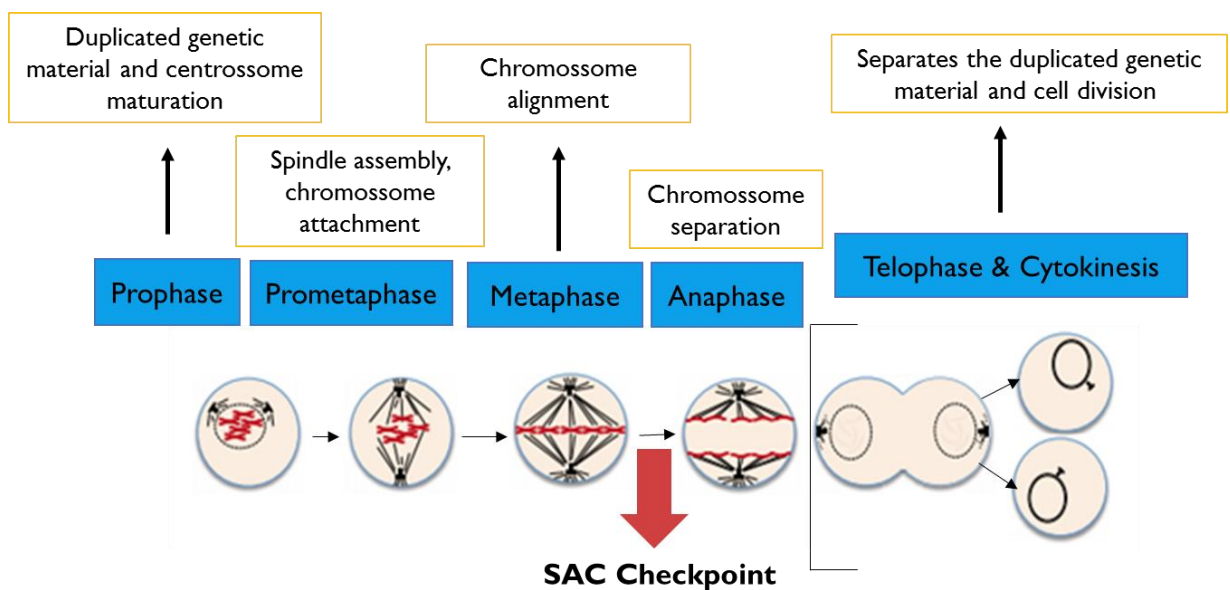 Duplicated genetic
material and centrossome
maturation
Spindle assembly,
chromossome
attachment
Chromossome
alignment
Chromossome
separation
Separates the duplicated genetic
material and cell division
Prophase
Prometaphase
Metaphase
Anaphase
Telophase & Cytokinesis
SAC Checkpoint